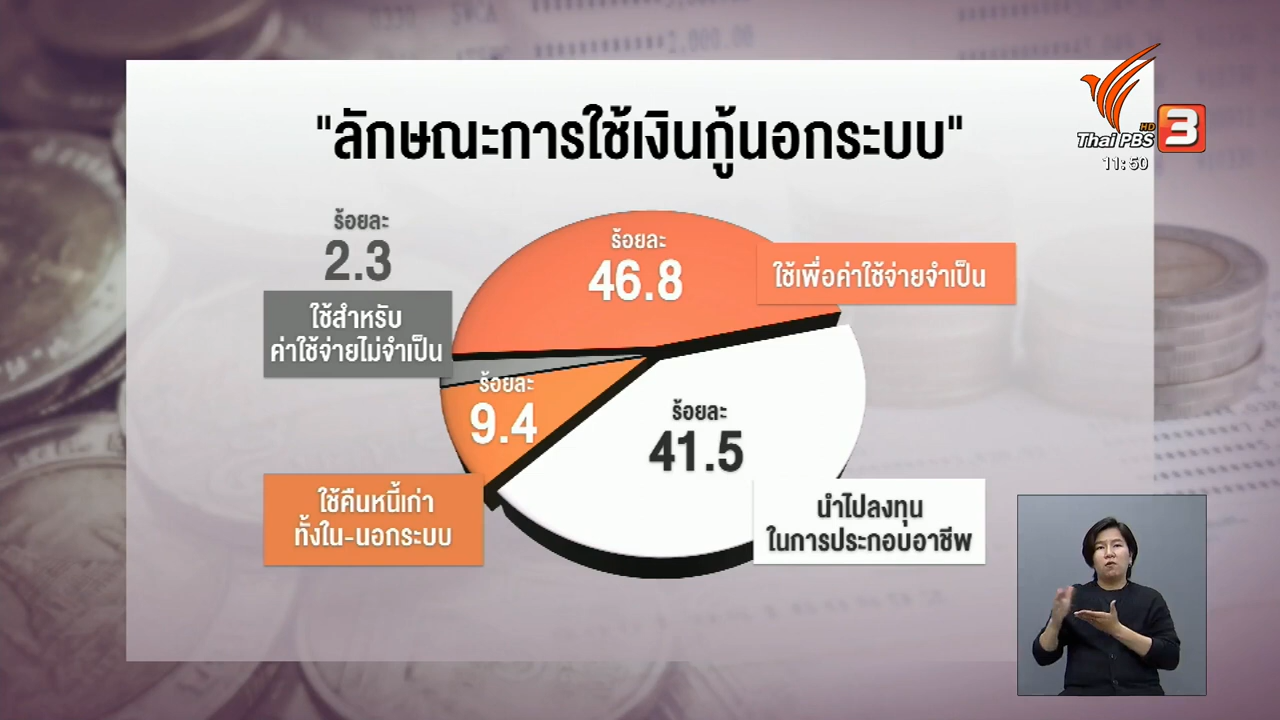 "ลักษณะการใช้เงินกู้นอกระบบ"
HD
Thai PBS 3
11:50
ร้อยละ
2.3
ใช้สำหรับ
ค่าใช้จ่ายไม่จำเป็น
ร้อยละ
46.8
ใช้เพื่อค่าใช้จ่ายจำเป็น
ร้อยละ
9.4
ใช้คืนหนี้เก่า
ทั้งใน-นอกระบบ
ร้อยละ
41.5
นำไปลงทุน
ในการประกอบอาชีพ